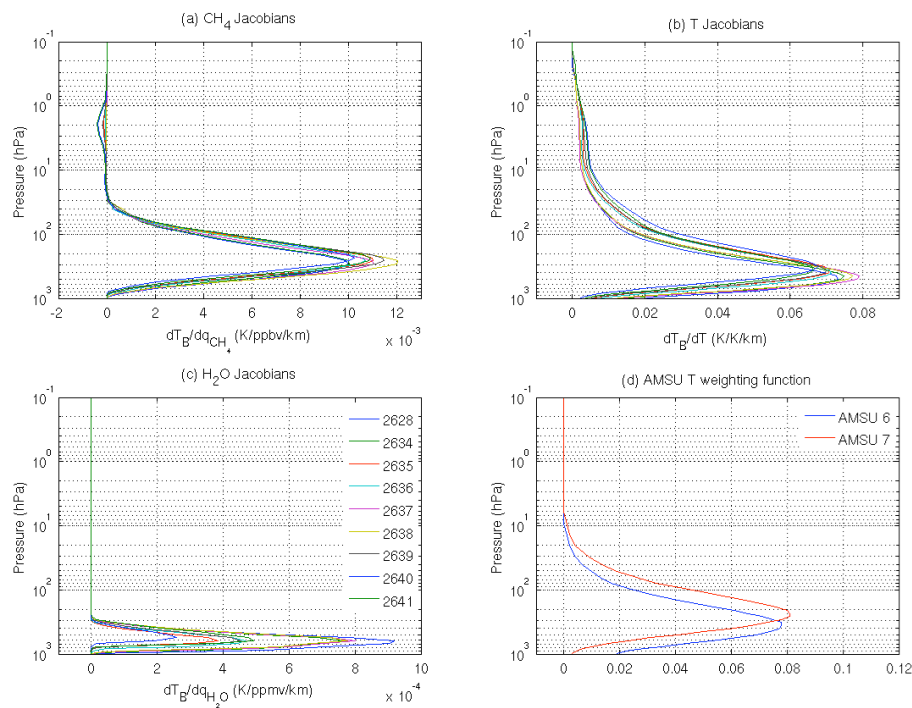 (a) CH4 Jacobians
10^-1
10^0
10^1
10^2
10^3
Pressure (hPa)
-2 0 2 4 6 8 10 12
x 10^-3
dT_B/dq_CH4 (K/ppbv/km)
(b) T Jacobians
10^-1
10^0
10^1
10^2
10^3
Pressure (hPa)
0 0.02 0.04 0.06 0.08
dT_B/dT (K/K/km)
(c) H2O Jacobians
10^-1
10^0
10^1
10^2
10^3
Pressure (hPa)
2628
2634
2635
2636
2637
2638
2639
2640
2641
0 2 4 6 8 10
x 10^-4
dT_B/dq_H2O (K/ppmv/km)
(d) AMSU T weighting function
10^-1
10^0
10^1
10^2
10^3
Pressure (hPa)
AMSU 6
AMSU 7
0 0.02 0.04 0.06 0.08 0.1 0.12